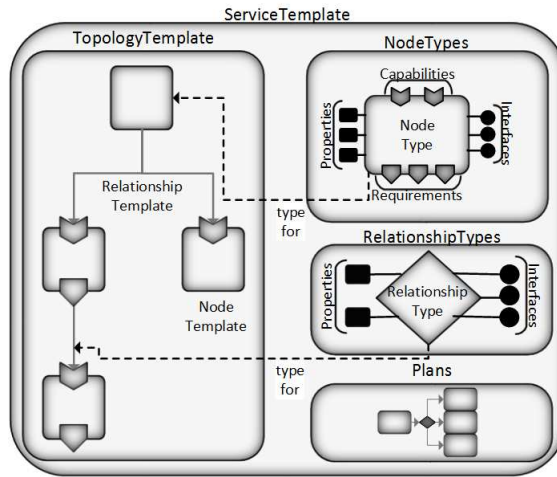 ServiceTemplate
TopologyTemplate
NodeTypes
Capabilities
Properties
Node
Type
Interfaces
Requirements
Relationship
Template
type
for
Node
Template
RelationshipTypes
Properties
Relationship
Type
Interfaces
type
for
Plans